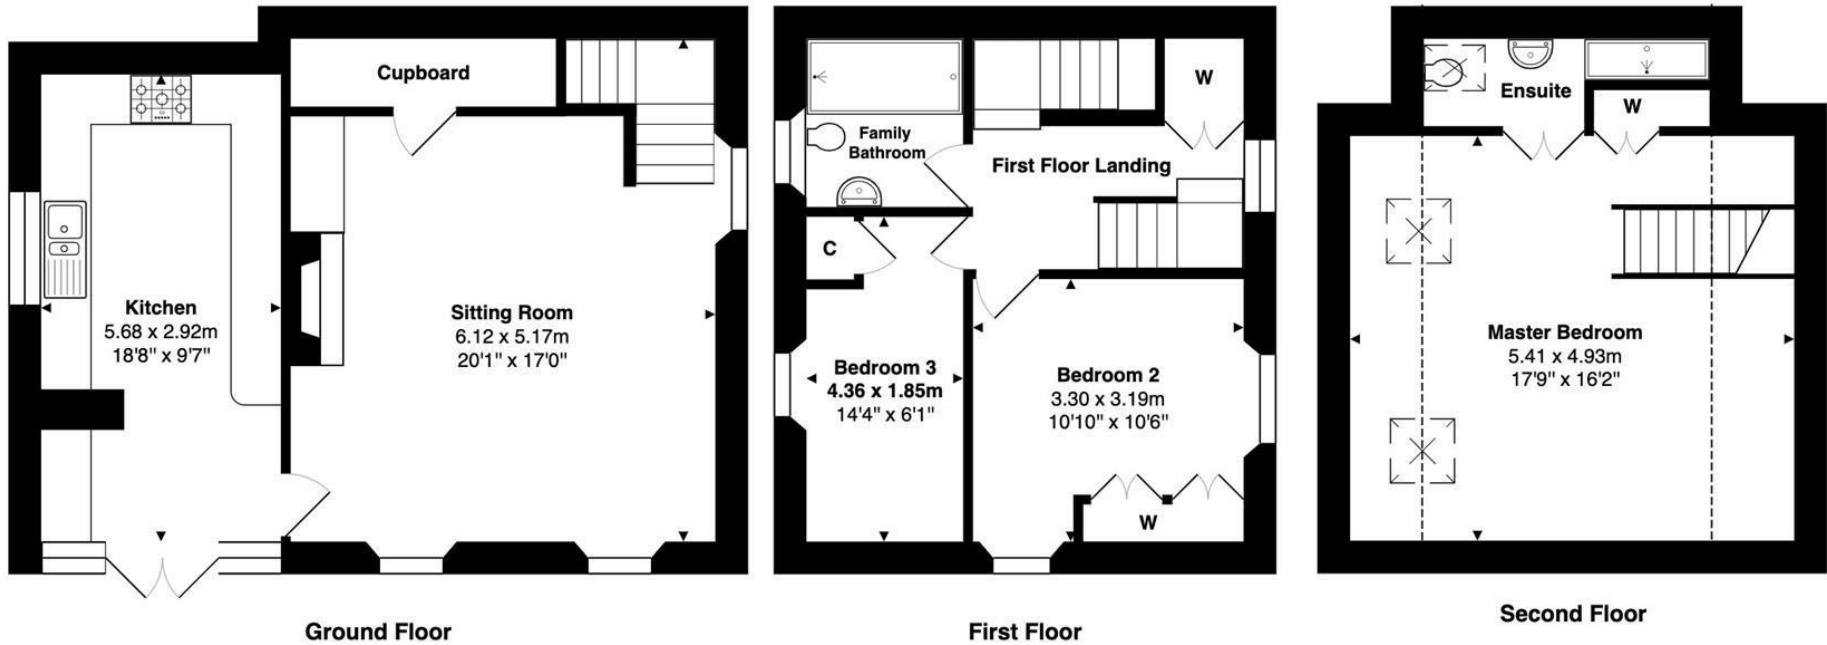 Cupboard
Kitchen
5.68 x 2.92m
18'8" x 9'7"
Sitting Room
6.12 x 5.17m
20'1" x 17'0"
Ground Floor
W
Family
Bathroom
First Floor Landing
C
Bedroom 3
4.36 x 1.85m
14'4" x 6'1"
Bedroom 2
3.30 x 3.19m
10'10" x 10'6"
W
First Floor
Ensuite
W
Master Bedroom
5.41 x 4.93m
17'9" x 16'2"
Second Floor